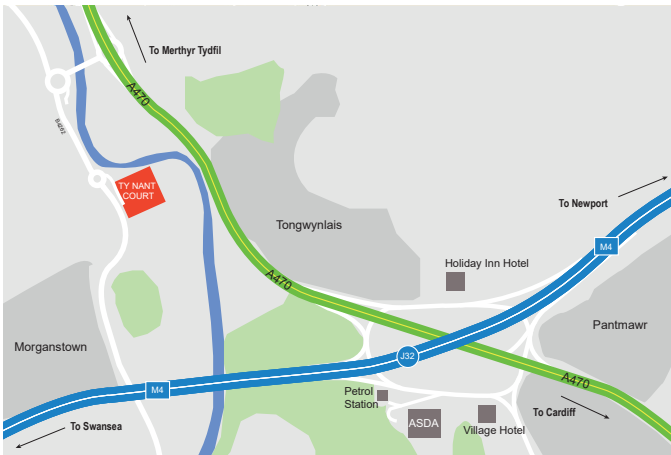 To Merthyr Tydfil
A470
B4262
TY NANT
COURT
To Newport
Tongwynlais
M4
Holiday Inn Hotel
A470
Pantmawr
Morganstown
J32
M4
A470
Petrol
Station
To Cardiff
ASDA
Village Hotel
To Swansea